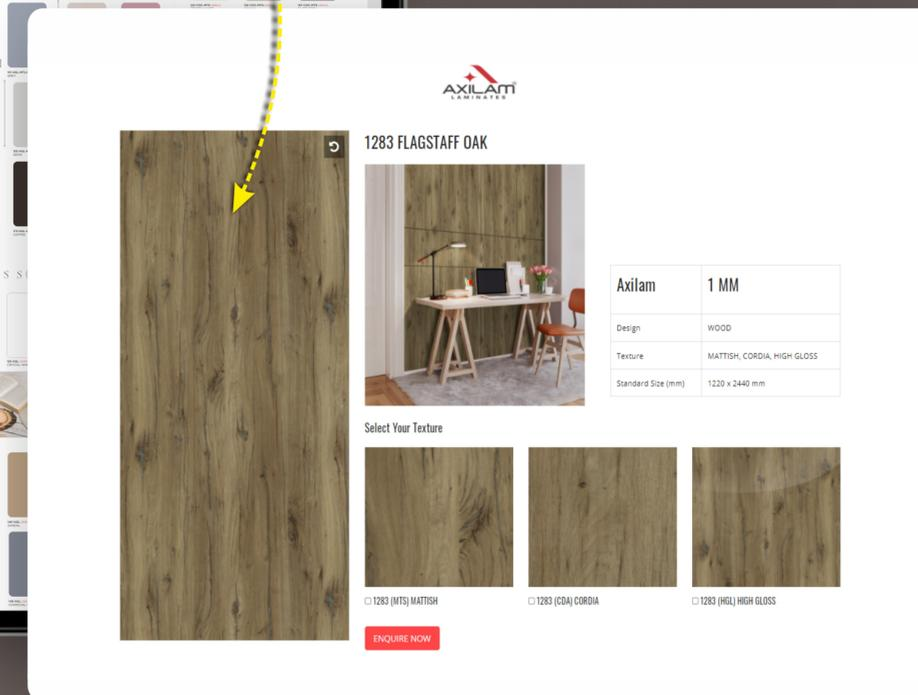 AXILAM
LAMINATES
1283 FLAGSTAFF OAK
Axilam 1 MM
Design WOOD
Texture MATTISH, CORDIA, HIGH GLOSS
Standard Size (mm) 1220 x 2440 mm
Select Your Texture
1283 (MTS) MATTISH 1283 (CDA) CORDIA 1283 (HGL) HIGH GLOSS
ENQUIRE NOW